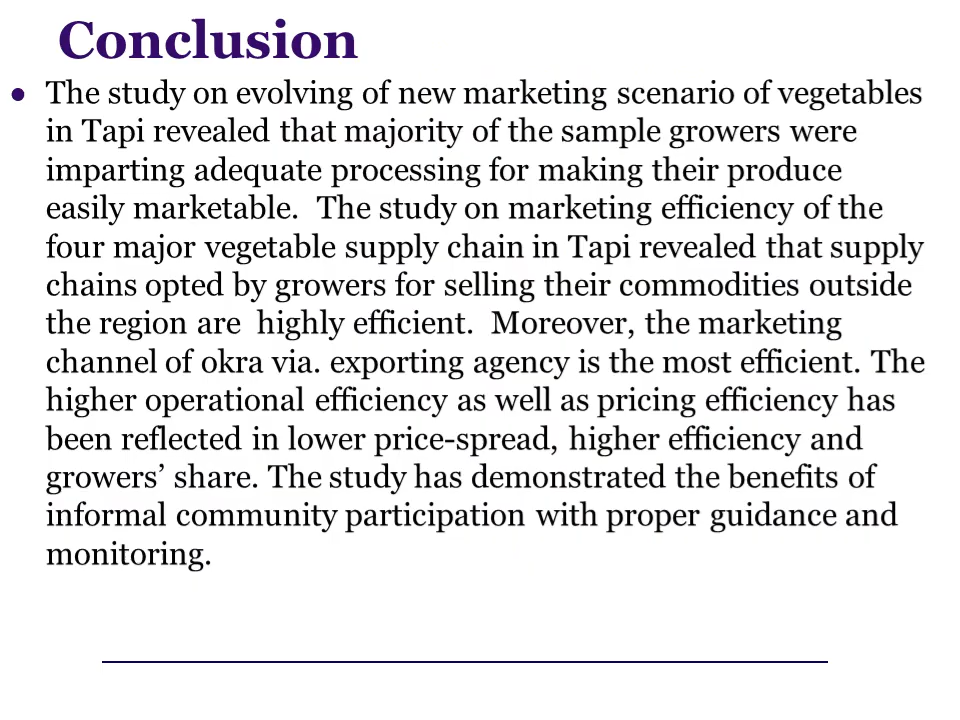 Conclusion
• The study on evolving of new marketing scenario of vegetables
in Tapi revealed that majority of the sample growers were
imparting adequate processing for making their produce
easily marketable.  The study on marketing efficiency of the
four major vegetable supply chain in Tapi revealed that supply
chains opted by growers for selling their commodities outside
the region are  highly efficient.  Moreover, the marketing
channel of okra via. exporting agency is the most efficient. The
higher operational efficiency as well as pricing efficiency has
been reflected in lower price-spread, higher efficiency and
growers’ share. The study has demonstrated the benefits of
informal community participation with proper guidance and
monitoring.